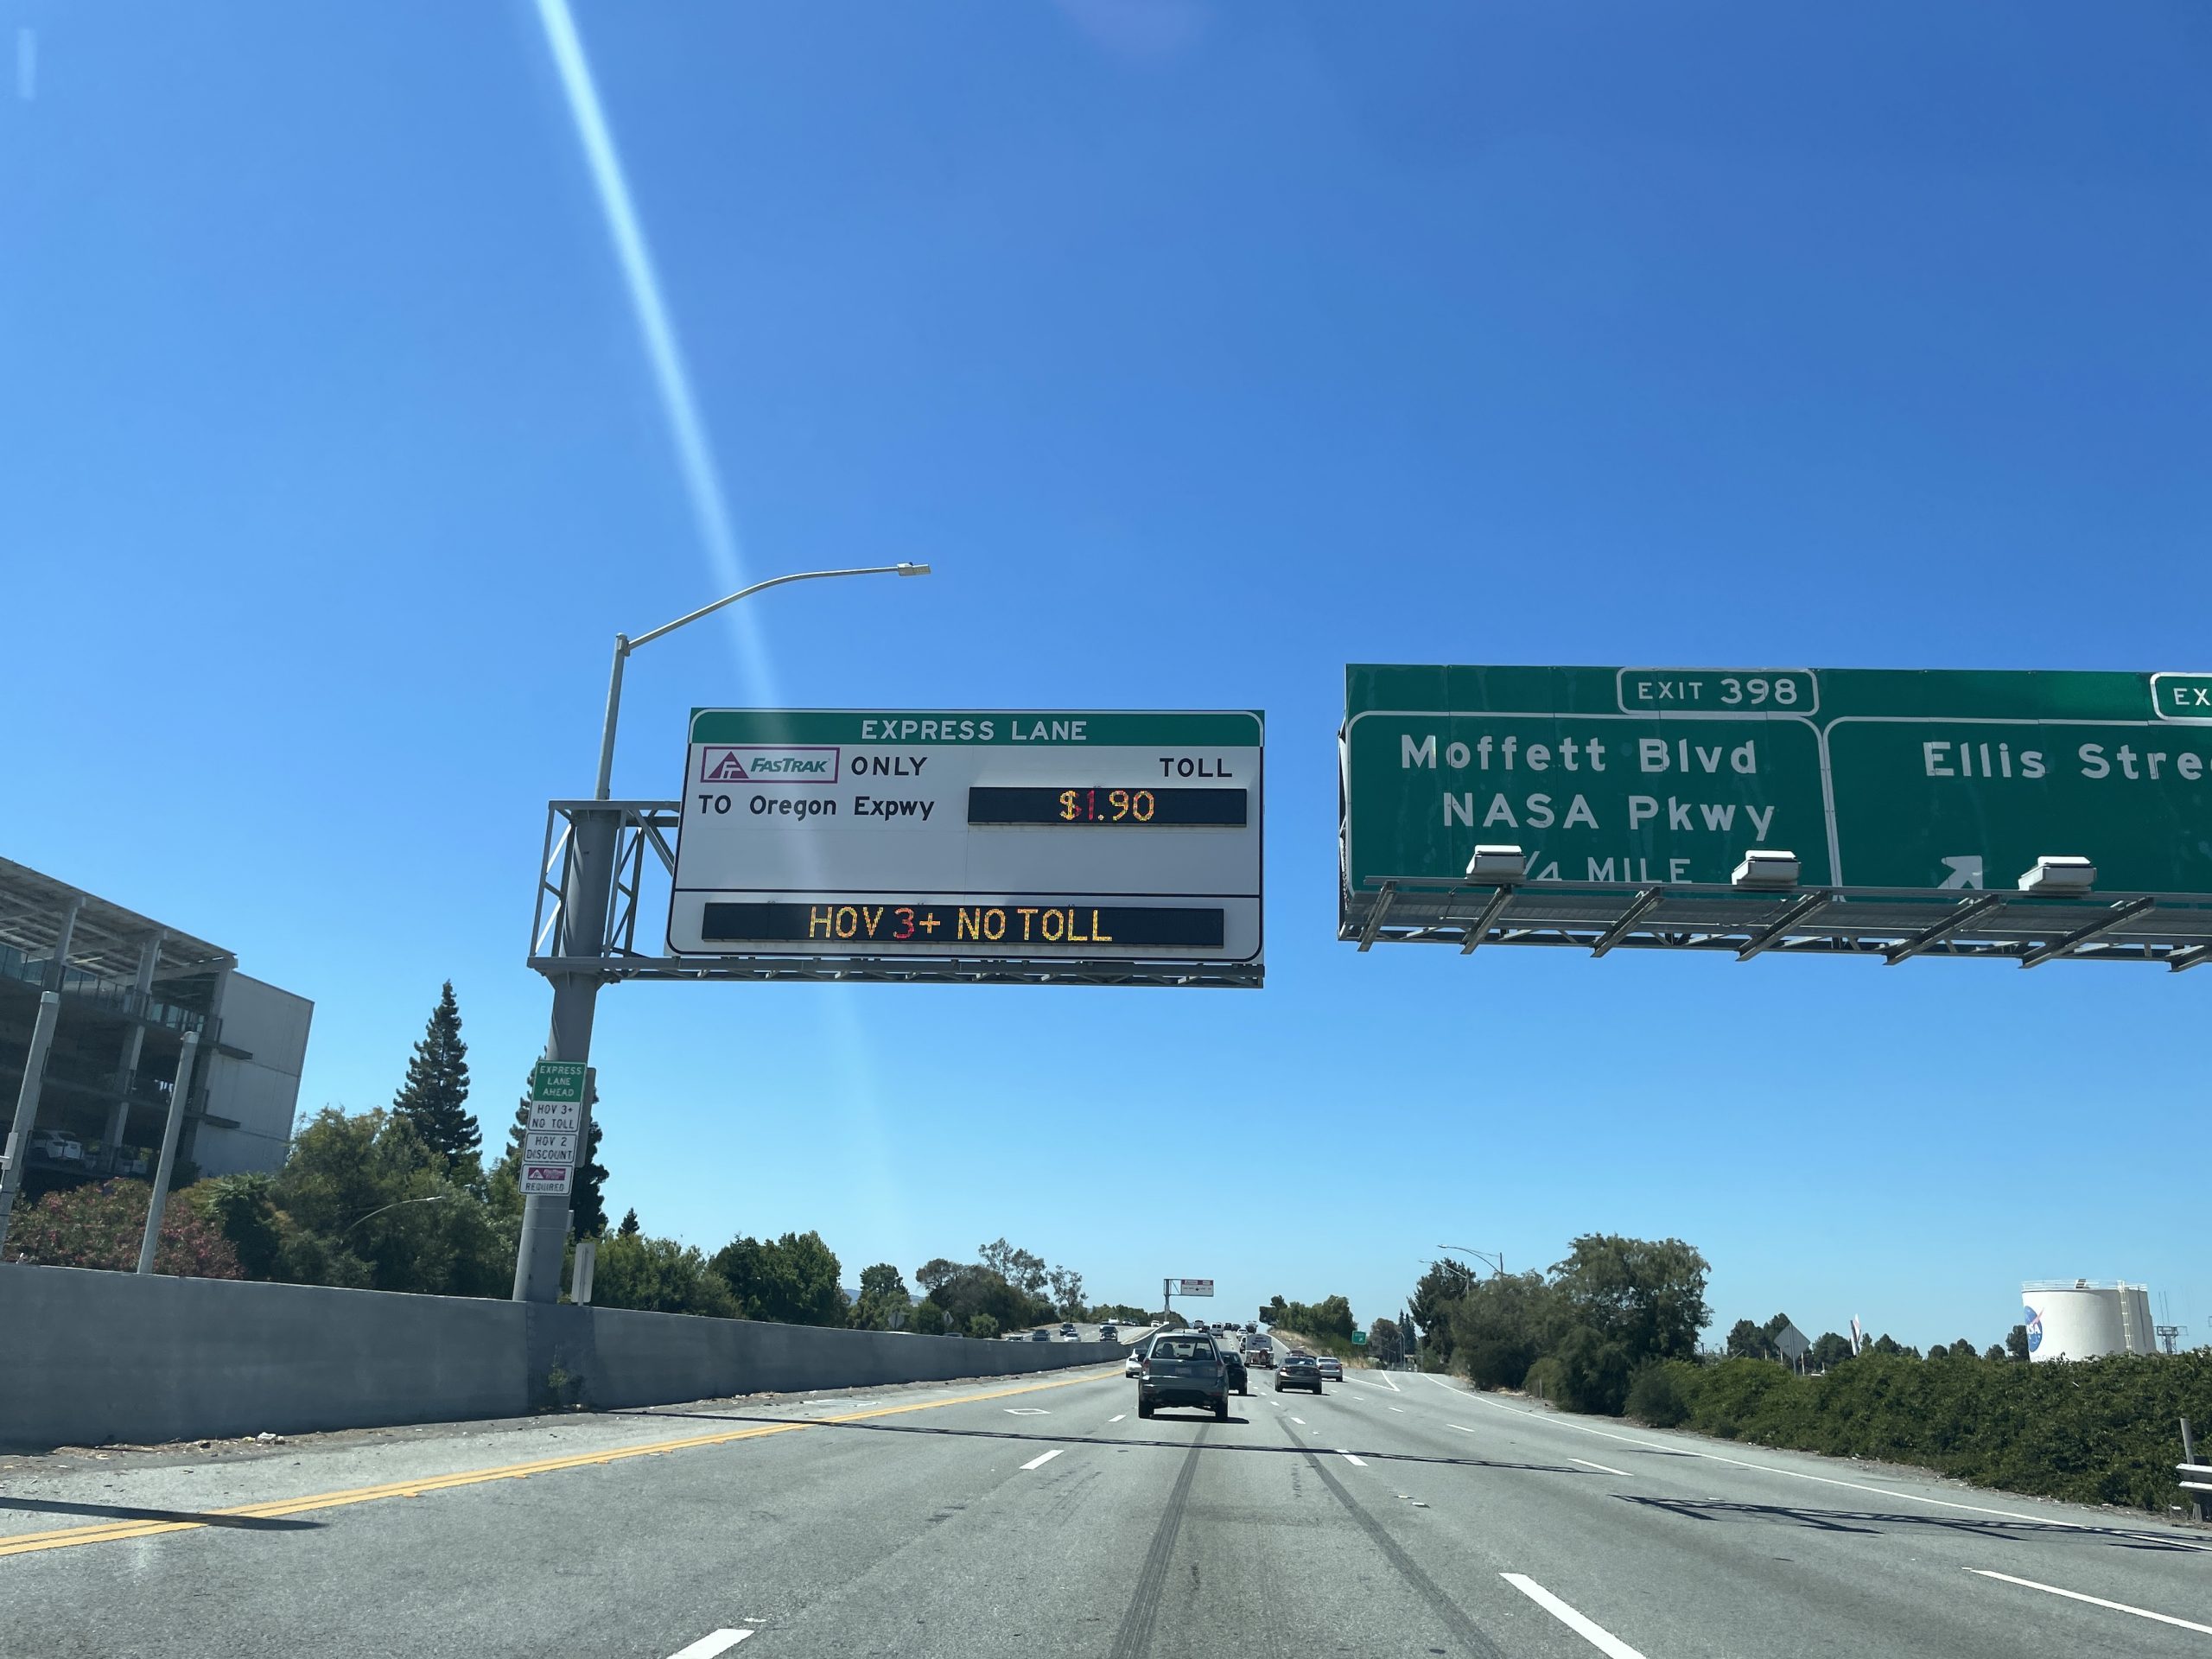 EXPRESS LANE
FASTRAK ONLY TOLL
TO Oregon Expwy $1.90
HOV 3+ NO TOLL
EXIT 398
Moffett Blvd
NASA Pkwy
MILE
Ellis
EXPRESS
LANE
AHEAD
HOV 3+
NO TOLL
HOV 2
DISCOUNT
REQUIRED